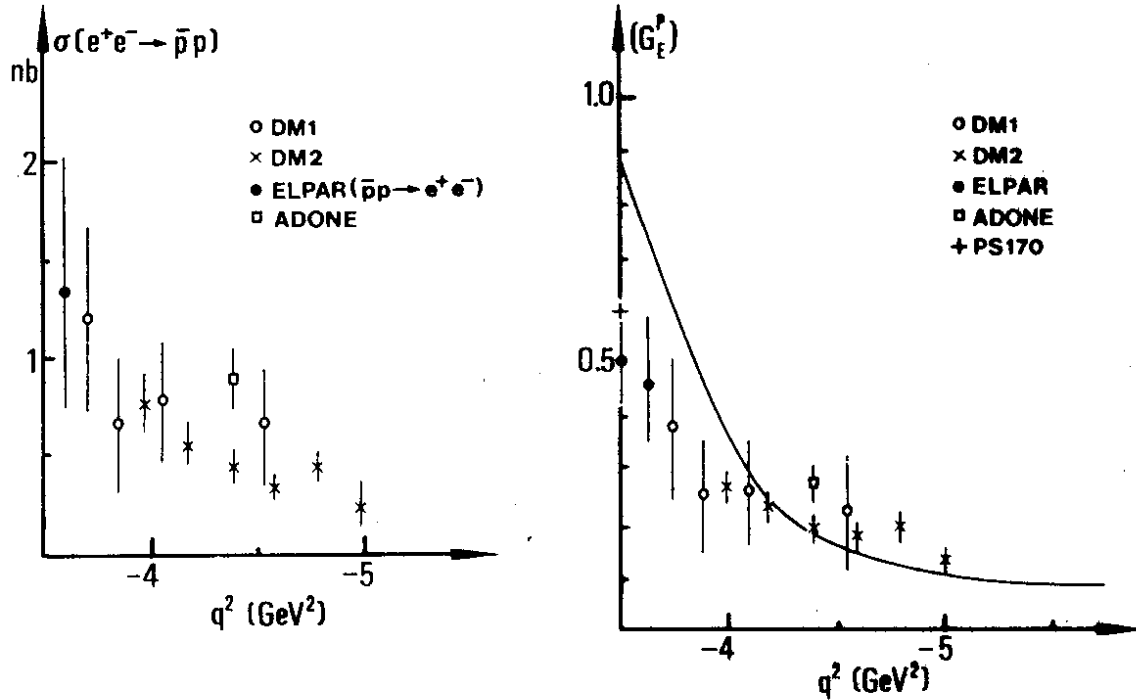 σ(e⁺e⁻→ p̄p)
nb
○ DM1
× DM2
● ELPAR(p̄p→e⁺e⁻)
□ ADONE
2
1
-4
-5
q² (GeV²)
(G_E^P)
1.0
○ DM1
× DM2
● ELPAR
□ ADONE
+ PS170
0.5
-4
-5
q² (GeV²)